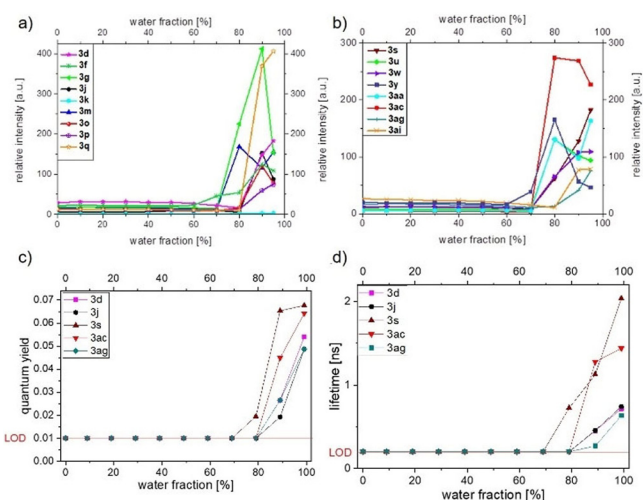 a)
0 20 40 60 80 100
400
300
200
100
0
relative intensity [a.u.]
3d
3f
3g
3j
3k
3m
3o
3p
3q
400
300
200
100
0
relative intensity [a.u.]
0 20 40 60 80 100
water fraction [%]
b)
water fraction [%]
0 20 40 60 80 100
300
200
100
0
relative intensity [a.u.]
3s
3u
3w
3y
3aa
3ac
3ag
3ai
300
200
100
0
relative intensity [a.u.]
0 20 40 60 80 100
water fraction [%]
c)
0 20 40 60 80 100
0.07
0.06
0.05
0.04
0.03
0.02
0.01
0.00
quantum yield
LOD
3d
3j
3s
3ac
3ag
0 20 40 60 80 100
water fraction [%]
d)
0 20 40 60 80 100
2
1
0
lifetime [ns]
LOD
3d
3j
3s
3ac
3ag
0 20 40 60 80 100
water fraction [%]